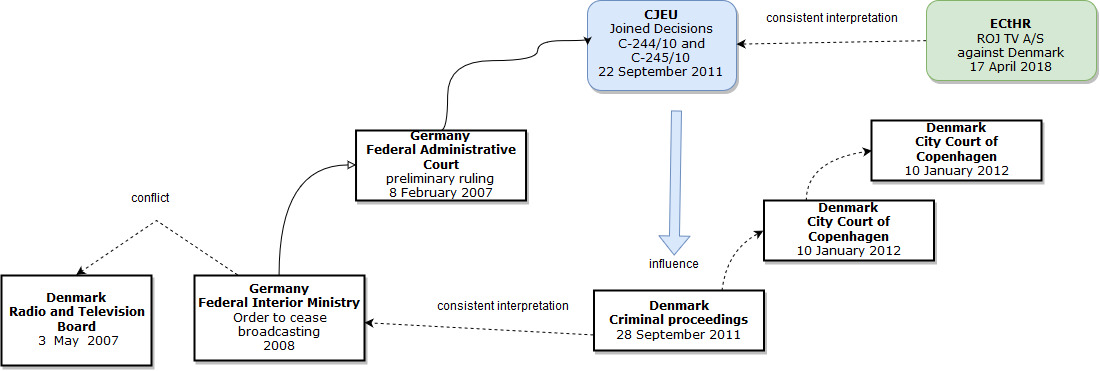 CJEU
Joined Decisions
C-244/10 and
C-245/10
22 September 2011
consistent interpretation
ECtHR
ROJ TV A/S
against Denmark
17 April 2018
Germany
Federal Administrative
Court
preliminary ruling
8 February 2007
Denmark
City Court of
Copenhagen
10 January 2012
conflict
Denmark
City Court of
Copenhagen
10 January 2012
influence
Denmark
Radio and Television
Board
3 May 2007
Germany
Federal Interior Ministry
Order to cease
broadcasting
2008
consistent interpretation
Denmark
Criminal proceedings
28 September 2011